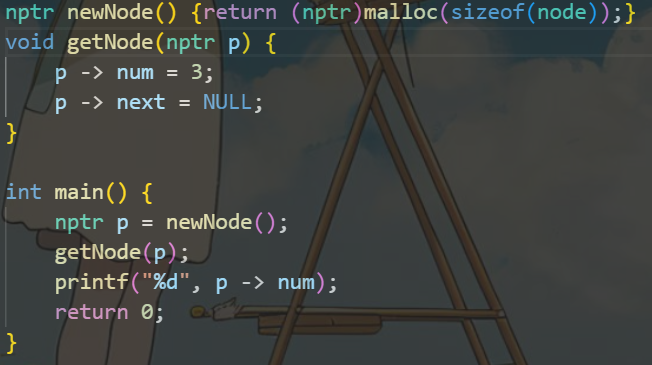 nptr newNode() {return (nptr)malloc(sizeof(node));}
void getNode(nptr p) {
    p -> num = 3;
    p -> next = NULL;
}
int main() {
    nptr p = newNode();
    getNode(p);
    printf("%d", p -> num);
    return 0;
}